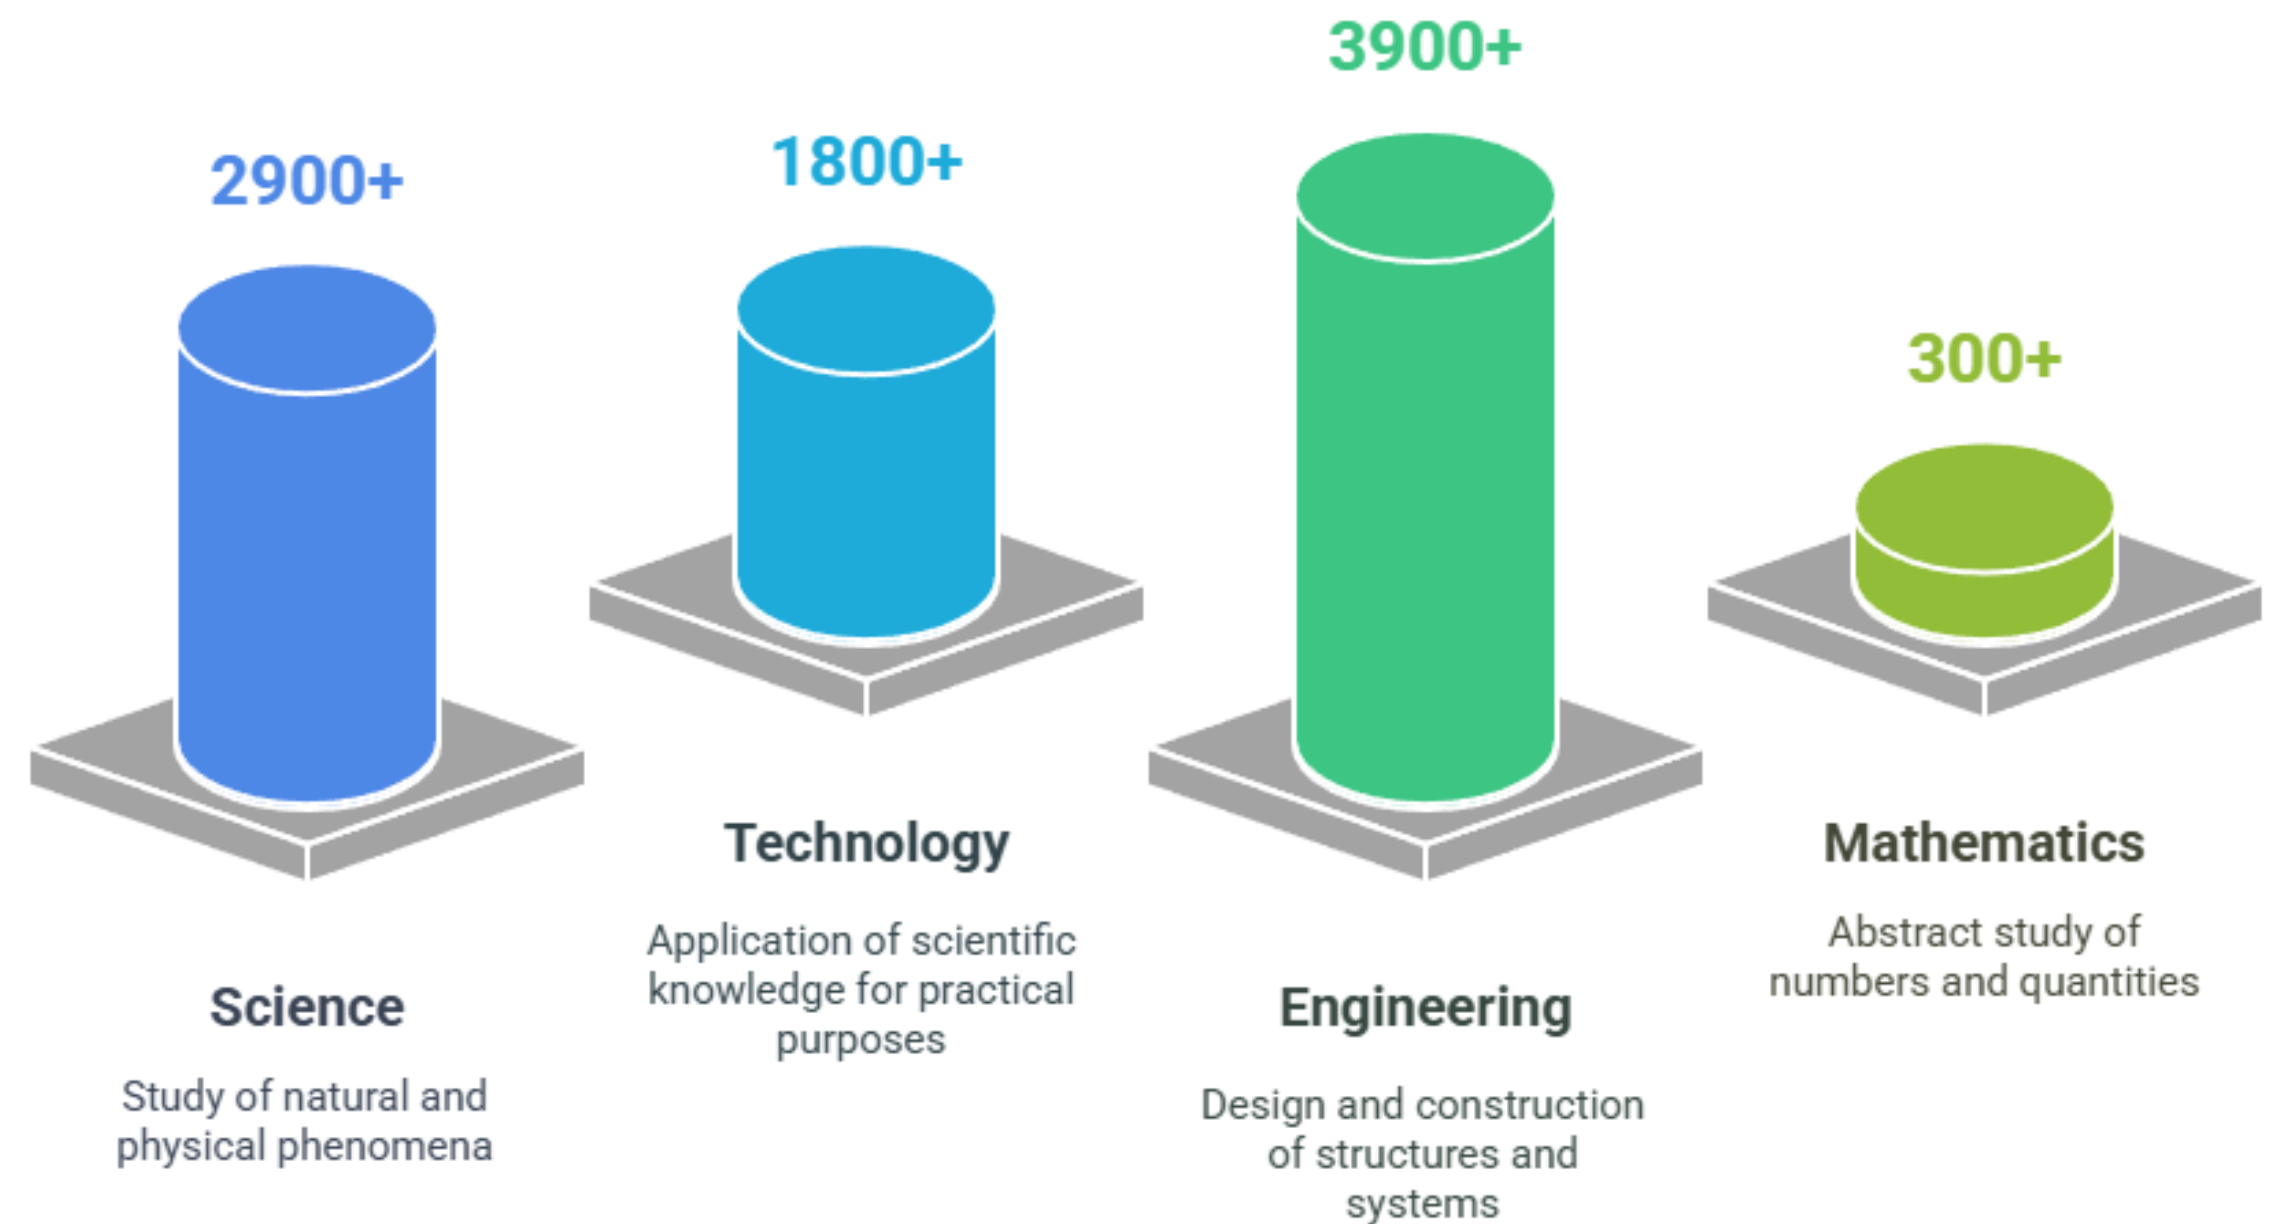 2900+
Science
Study of natural and
physical phenomena
1800+
Technology
Application of scientific
knowledge for practical
purposes
3900+
Engineering
Design and construction
of structures and
systems
300+
Mathematics
Abstract study of
numbers and quantities